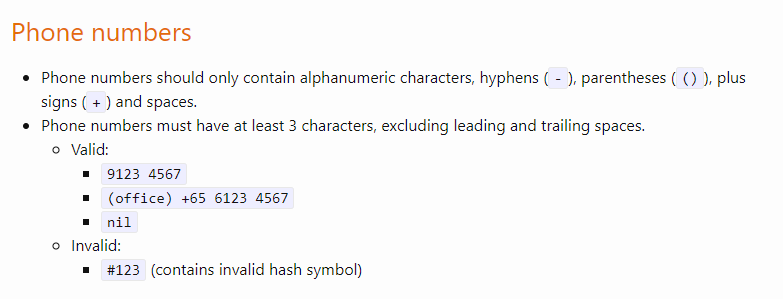 Phone numbers
• Phone numbers should only contain alphanumeric characters, hyphens ( - ), parentheses ( () ), plus
signs ( + ) and spaces.
• Phone numbers must have at least 3 characters, excluding leading and trailing spaces.
◦ Valid:
▪ 9123 4567
▪ (office) +65 6123 4567
▪ nil
◦ Invalid:
▪ #123 (contains invalid hash symbol)